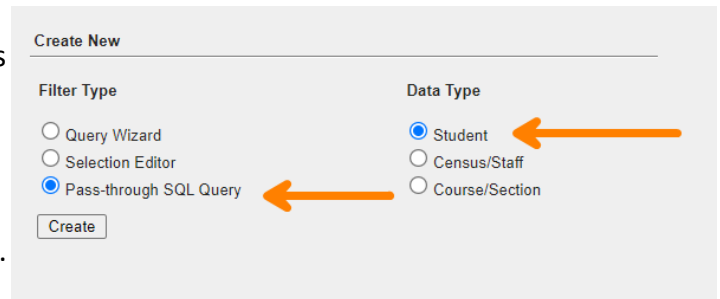 Create New
s
Filter Type Data Type
Query Wizard Student
Selection Editor Census/Staff
Pass-through SQL Query Course/Section
Create
.